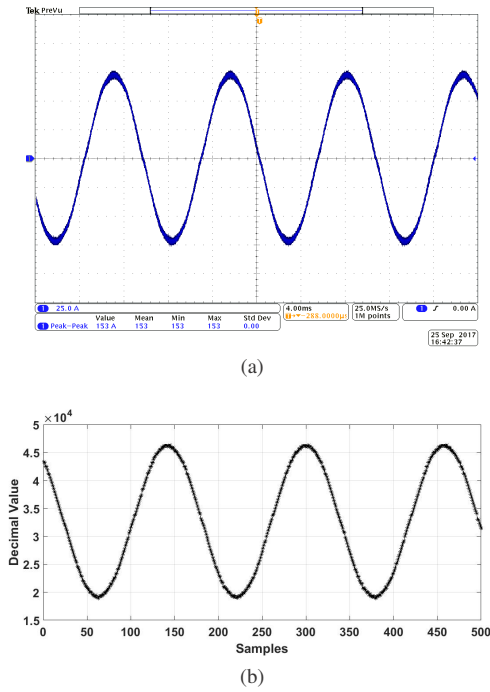 Tek PreVu
U
1
1 25.0 A
4.00ms
25.0MS/s
1M points
1 0.00 A
Value Mean Min Max Std Dev
1 Peak-Peak 153 A 153 153 153 0.00
T -288.0000µs
25 Sep 2017
16:42:37
(a)
×10⁴
5
4.5
4
3.5
3
2.5
2
1.5
Decimal Value
0 50 100 150 200 250 300 350 400 450 500
Samples
(b)